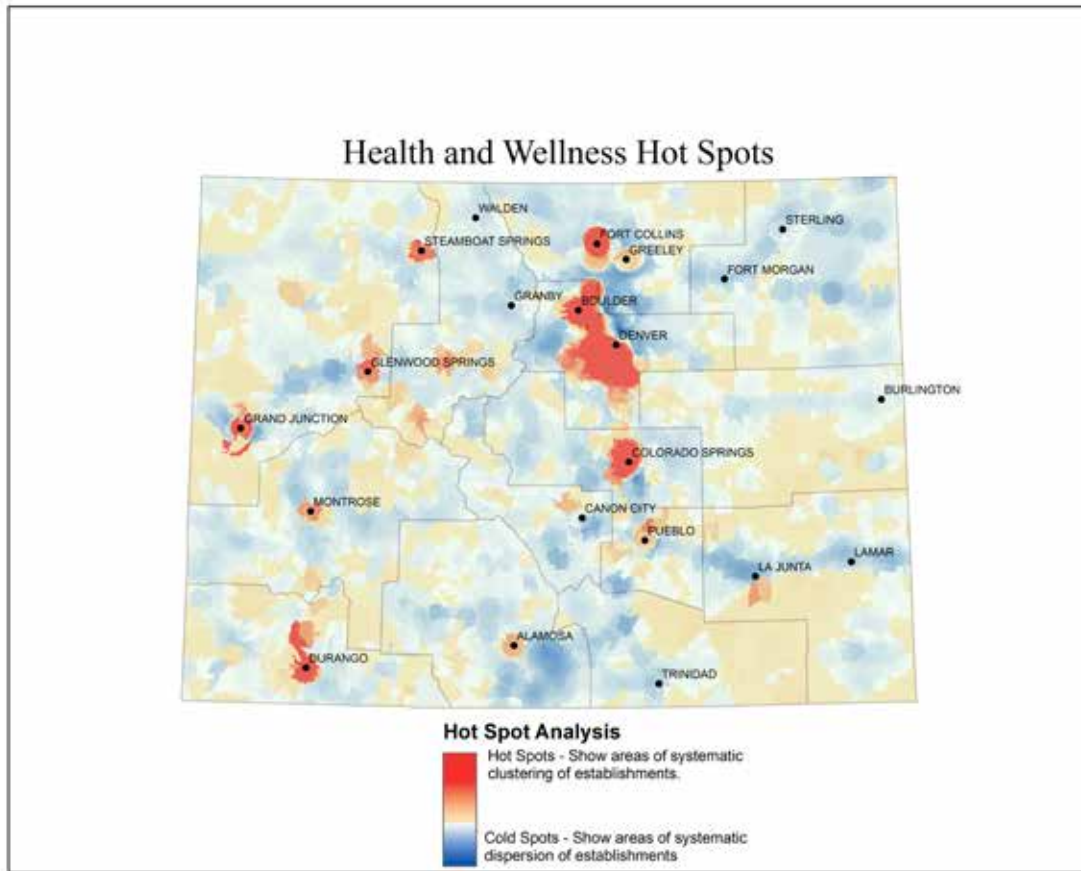 Health and Wellness Hot Spots
WALDEN
STERLING
STEAMBOAT SPRINGS
FORT COLLINS
GREELEY
FORT MORGAN
GRANBY
BOULDER
DENVER
GLENWOOD SPRINGS
BURLINGTON
GRAND JUNCTION
COLORADO SPRINGS
MONTROSE
CANON CITY
PUEBLO
LAMAR
LA JUNTA
ALAMOSA
DURANGO
TRINIDAD
Hot Spot Analysis
Hot Spots - Show areas of systematic
clustering of establishments.
Cold Spots - Show areas of systematic
dispersion of establishments